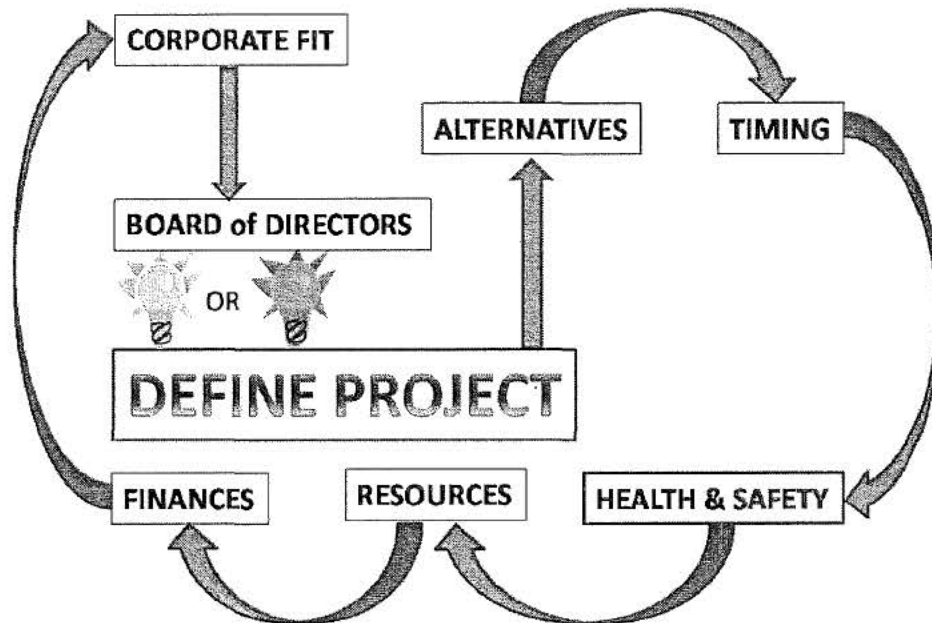 CORPORATE FIT
ALTERNATIVES
TIMING
BOARD of DIRECTORS
OR
DEFINE PROJECT
FINANCES
RESOURCES
HEALTH & SAFETY